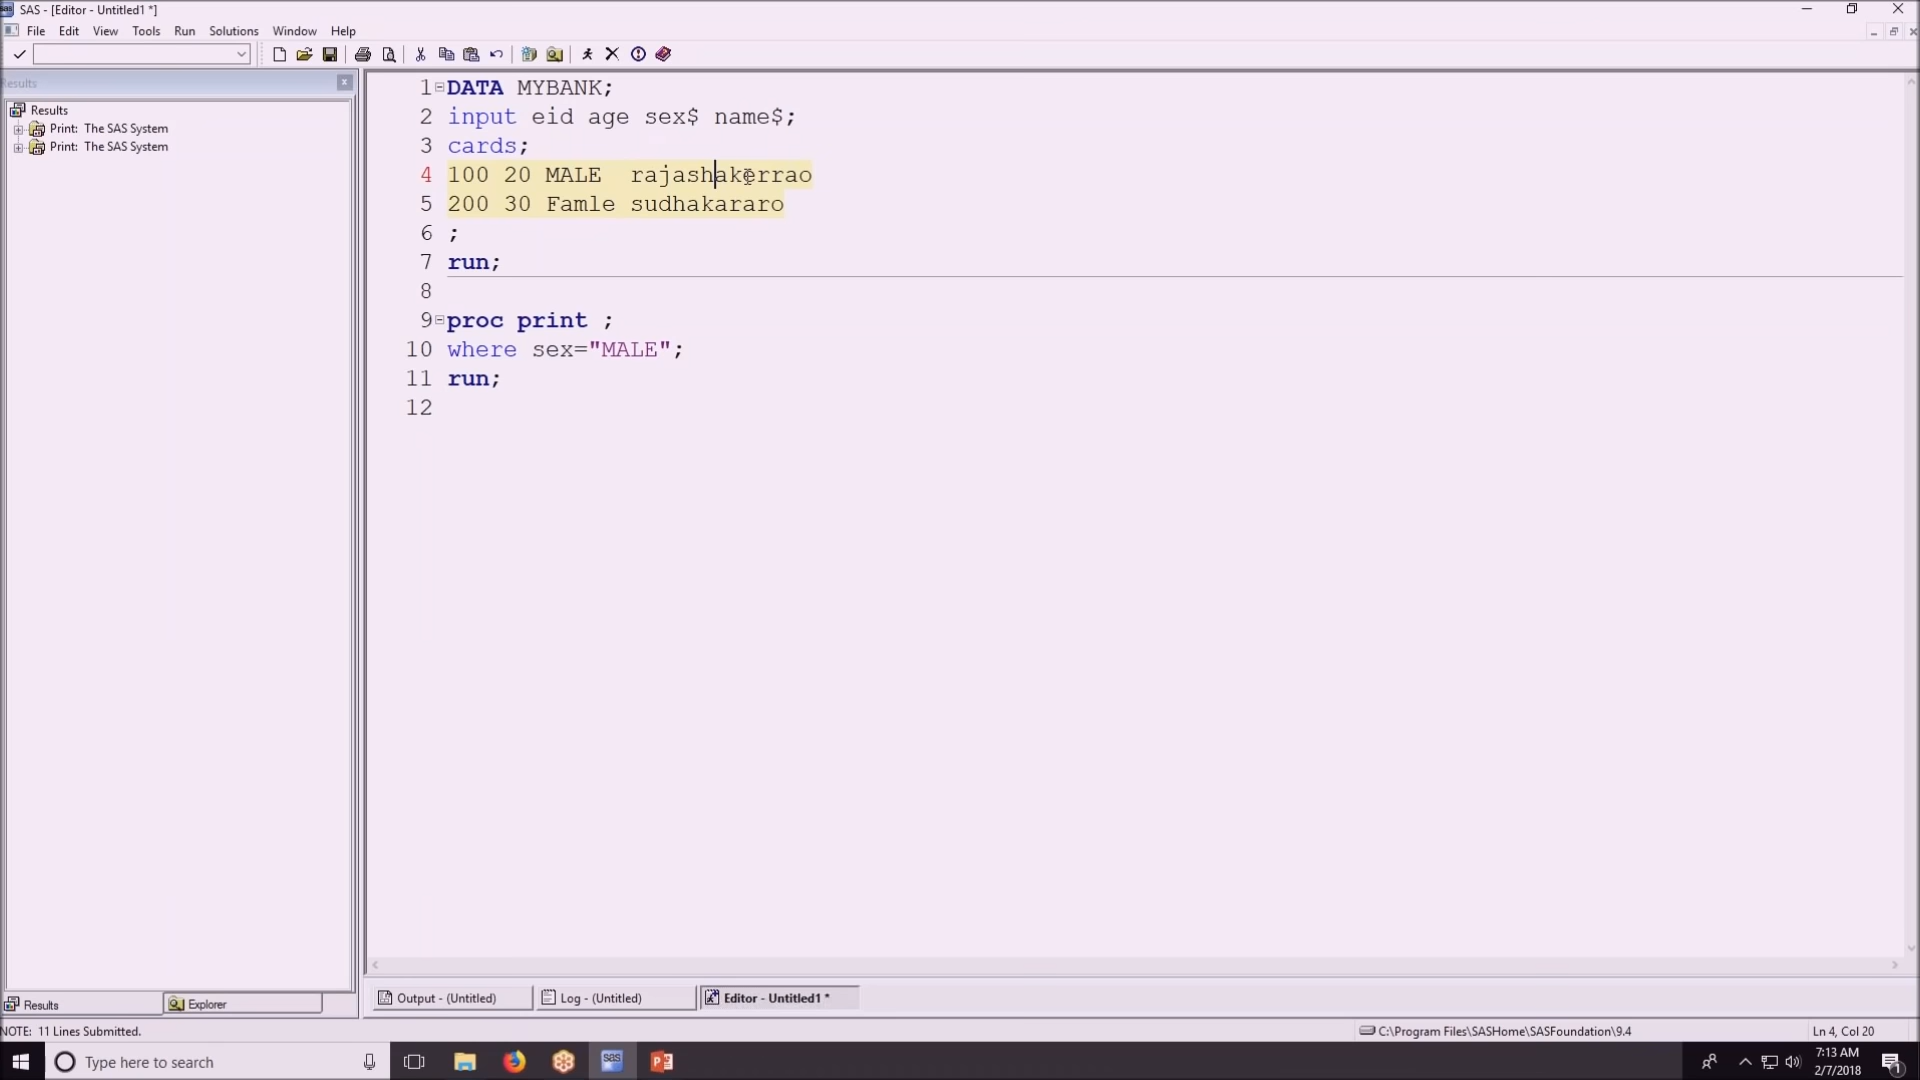 SAS - [Editor - Untitled1 *]
File Edit View Tools Run Solutions Window Help
Results
Results
Print: The SAS System
Print: The SAS System
1 DATA MYBANK;
2 input eid age sex$ name$;
3 cards;
4 100 20 MALE  rajashakerrao
5 200 30 Famle sudhakararo
6 ;
7 run;
8
9 proc print ;
10 where sex="MALE";
11 run;
12
Results Explorer
Output - (Untitled) Log - (Untitled) Editor - Untitled1 *
NOTE: 11 Lines Submitted. C:\Program Files\SASHome\SASFoundation\9.4 Ln 4, Col 20
Type here to search
sas
7:13 AM
2/7/2018
1